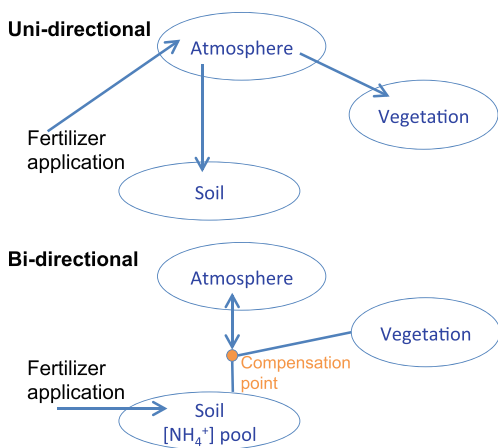 Uni-directional
Atmosphere
Vegetation
Fertilizer
application
Soil
Bi-directional
Atmosphere
Vegetation
Compensation
point
Fertilizer
application
Soil
[NH₄⁺] pool